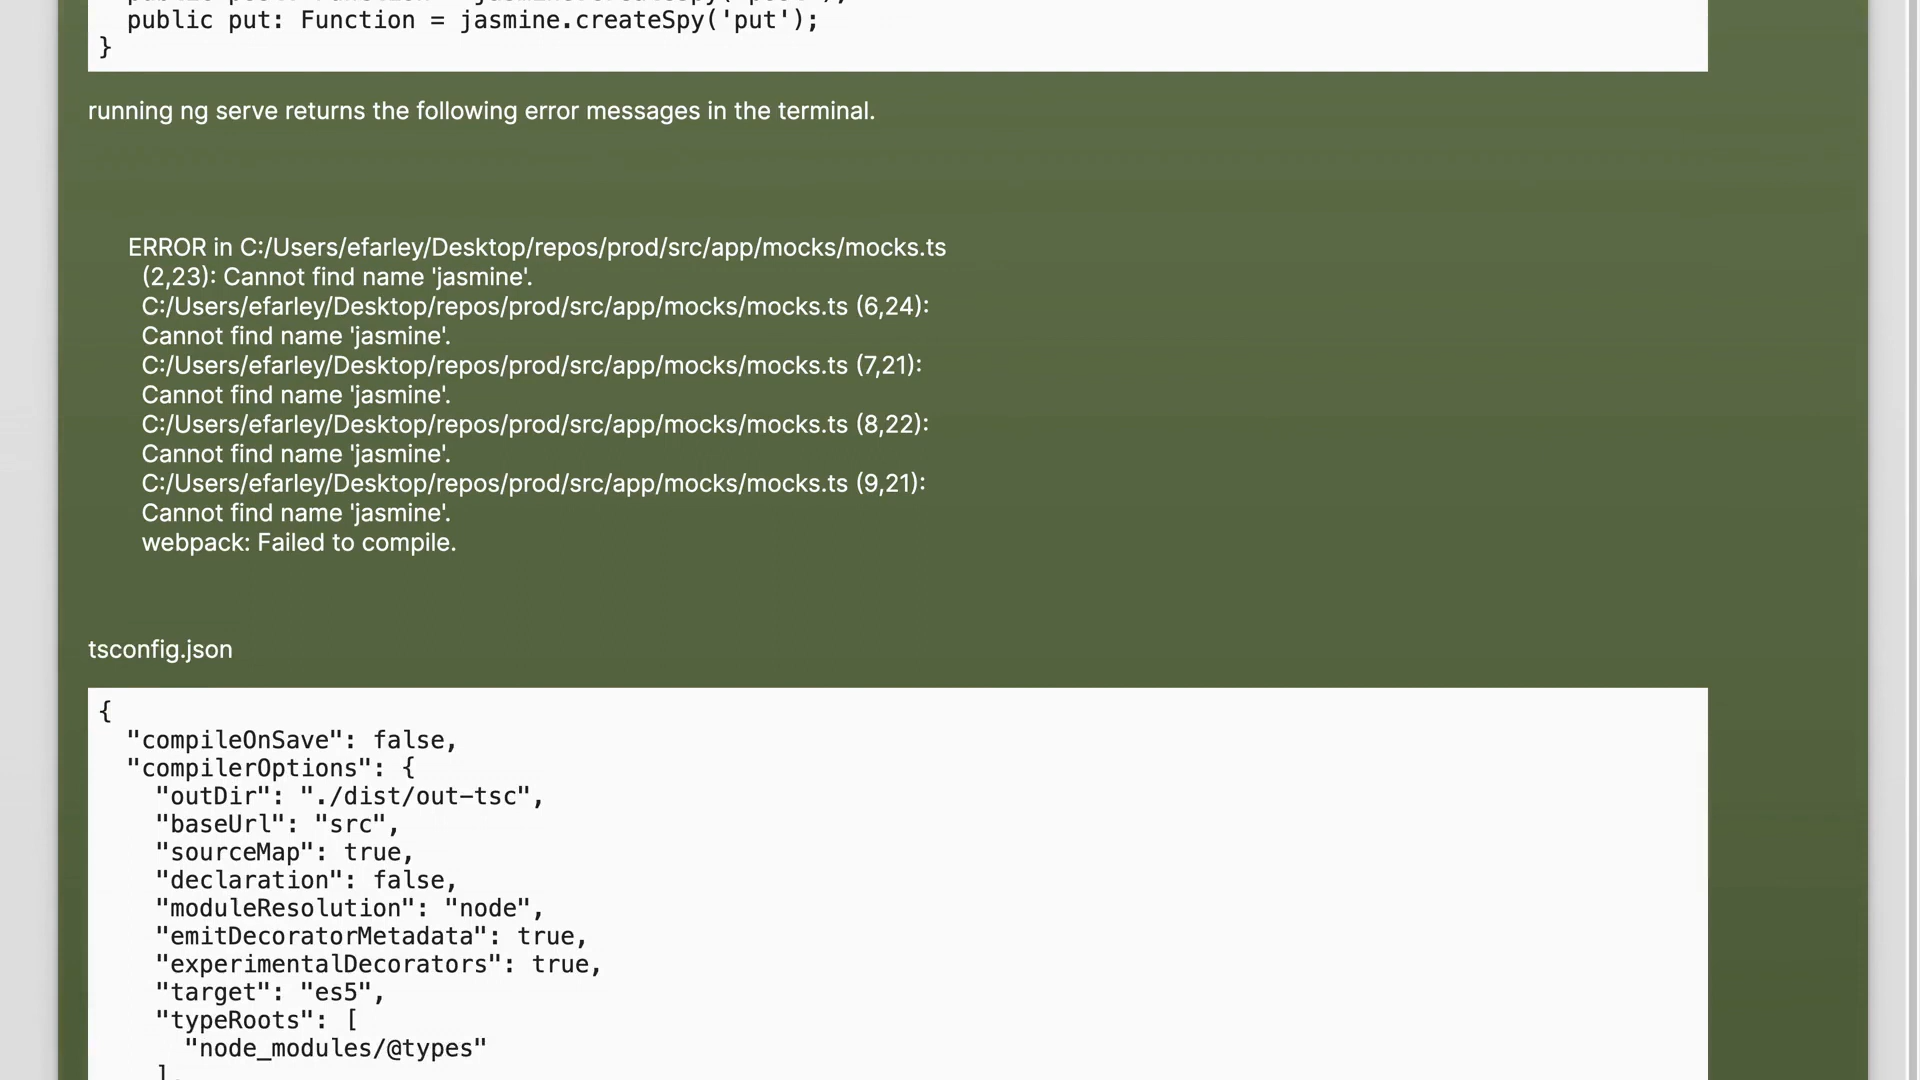 public put: Function = jasmine.createSpy('put');
}
running ng serve returns the following error messages in the terminal.
ERROR in C:/Users/efarley/Desktop/repos/prod/src/app/mocks/mocks.ts
(2,23): Cannot find name 'jasmine'.
C:/Users/efarley/Desktop/repos/prod/src/app/mocks/mocks.ts (6,24):
Cannot find name 'jasmine'.
C:/Users/efarley/Desktop/repos/prod/src/app/mocks/mocks.ts (7,21):
Cannot find name 'jasmine'.
C:/Users/efarley/Desktop/repos/prod/src/app/mocks/mocks.ts (8,22):
Cannot find name 'jasmine'.
C:/Users/efarley/Desktop/repos/prod/src/app/mocks/mocks.ts (9,21):
Cannot find name 'jasmine'.
webpack: Failed to compile.
tsconfig.json
{
"compileOnSave": false,
"compilerOptions": {
"outDir": "./dist/out-tsc",
"baseUrl": "src",
"sourceMap": true,
"declaration": false,
"moduleResolution": "node",
"emitDecoratorMetadata": true,
"experimentalDecorators": true,
"target": "es5",
"typeRoots": [
"node_modules/@types"
],